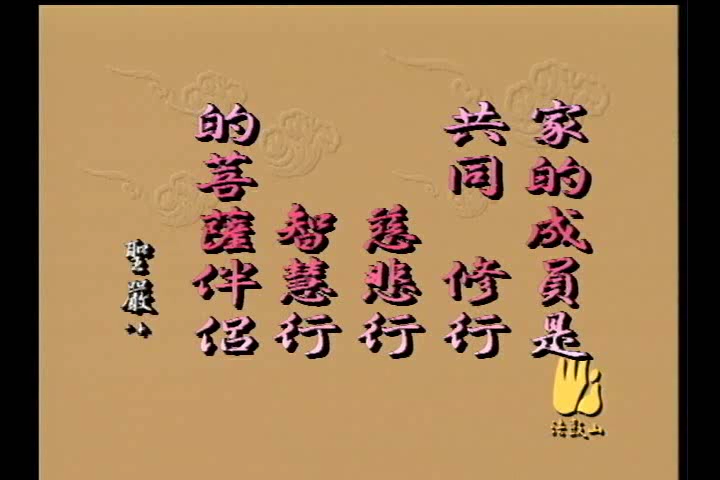 家的成員是
共同 修行
慈悲行
智慧行
的菩薩伴侶
聖嚴
法鼓山